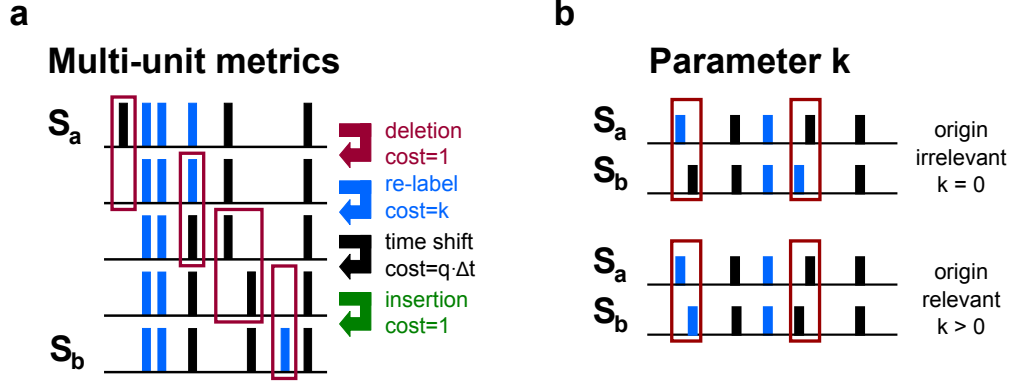 a
Multi-unit metrics
Sa
deletion
cost=1
re-label
cost=k
time shift
cost=q·Δt
insertion
cost=1
Sb
b
Parameter k
Sa
Sb
origin
irrelevant
k = 0
Sa
Sb
origin
relevant
k > 0